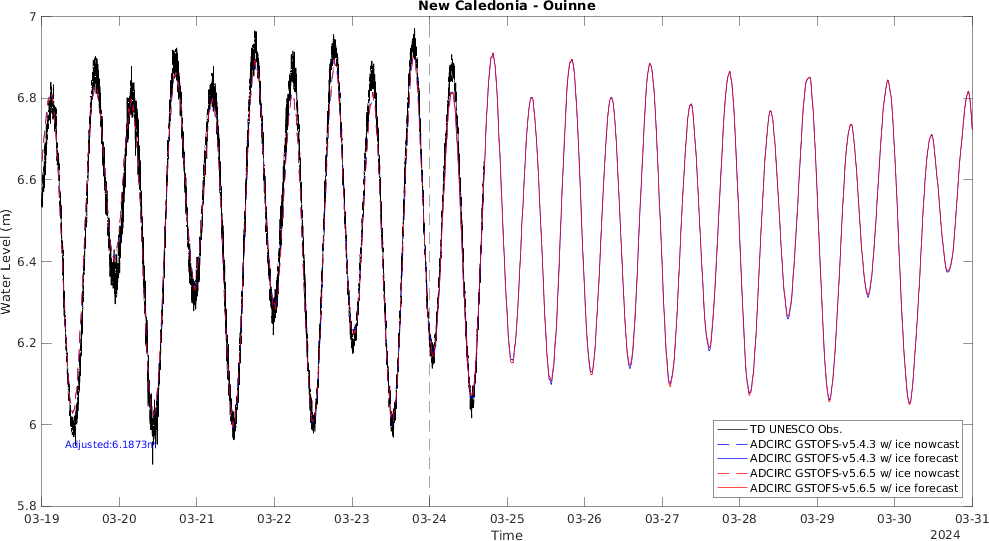 New Caledonia - Ouinne
7
6.8
6.6
6.4
6.2
6
5.8
Water Level (m)
Adjusted:6.1873m
TD UNESCO Obs.
ADCIRC GSTOFS-v5.4.3 w/ ice nowcast
ADCIRC GSTOFS-v5.4.3 w/ ice forecast
ADCIRC GSTOFS-v5.6.5 w/ ice nowcast
ADCIRC GSTOFS-v5.6.5 w/ ice forecast
03-19 03-20 03-21 03-22 03-23 03-24 03-25 03-26 03-27 03-28 03-29 03-30 03-31
Time
2024